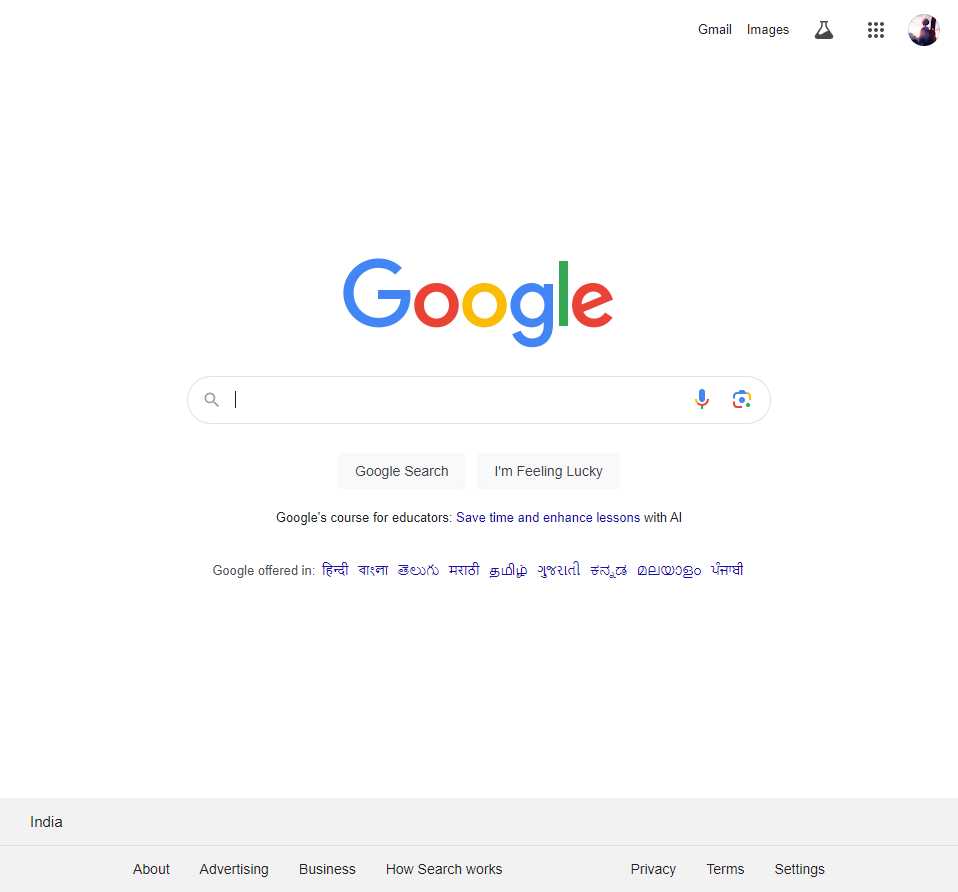 Gmail Images
Google
Google Search I'm Feeling Lucky
Google's course for educators: Save time and enhance lessons with AI
Google offered in: हिन्दी বাংলা తెలుగు मराठी தமிழ் ગુજરાતી ಕನ್ನಡ മലയാളം ਪੰਜਾਬੀ
India
About Advertising Business How Search works Privacy Terms Settings